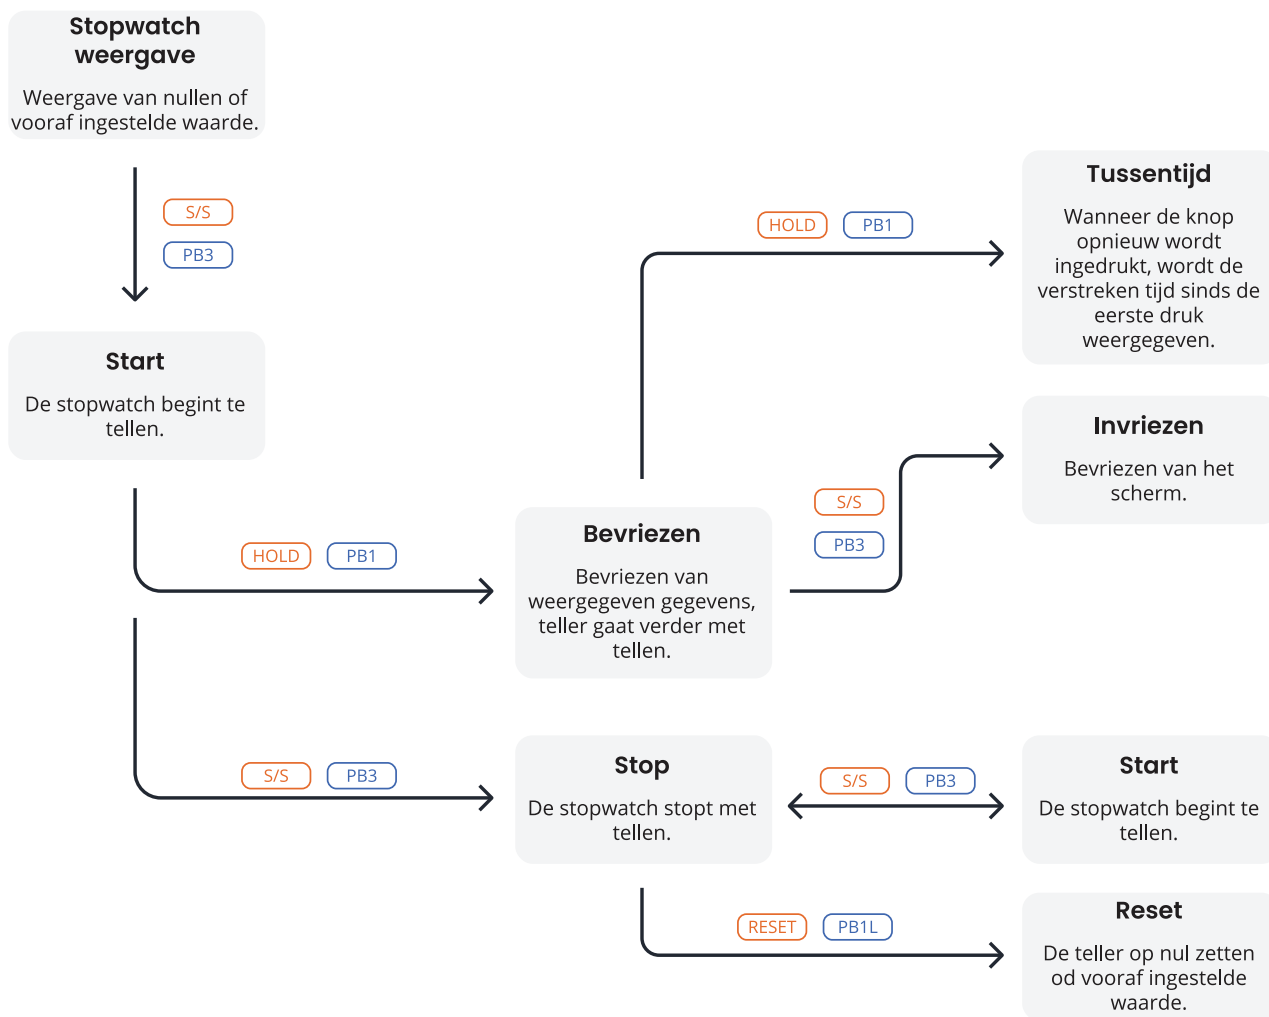 Stopwatch
weergave
Weergave van nullen of
vooraf ingestelde waarde.
S/S
PB3
Start
De stopwatch begint te
tellen.
HOLD PB1
Bevriezen
Bevriezen van
weergegeven gegevens,
teller gaat verder met
tellen.
HOLD PB1
Tussentijd
Wanneer de knop
opnieuw wordt
ingedrukt, wordt de
verstreken tijd sinds de
eerste druk
weergegeven.
S/S
PB3
Invriezen
Bevriezen van het
scherm.
S/S PB3
Stop
De stopwatch stopt met
tellen.
S/S PB3
Start
De stopwatch begint te
tellen.
RESET PB1L
Reset
De teller op nul zetten
od vooraf ingestelde
waarde.